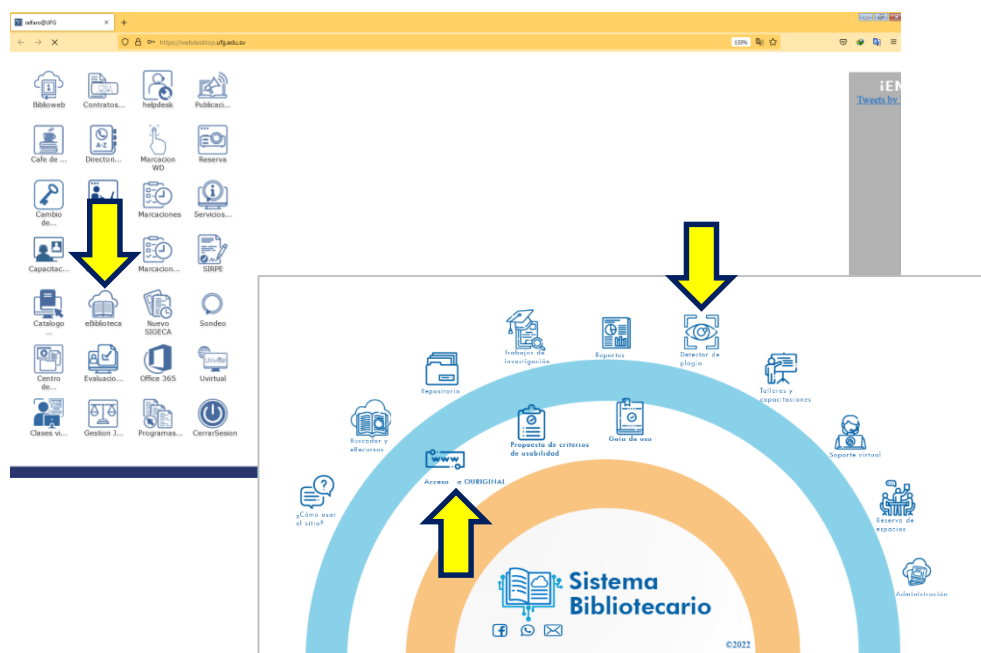 ralfaro@UFG
https://webdesktop.ufg.edu.sv
133%
¡EN
Tweets by
Biblioweb
Contratos...
helpdesk
Publicaci...
Cafe de ...
Directori...
Marcacion
WD
Reserva
Cambio
de...
Marcaciones
Servicios...
Capacitac...
Marcacion...
SIRPE
Catalogo
...
eBiblioteca
Nuevo
SIGECA
Sondeo
Centro
de...
Evaluacio...
Office 365
Uvirtual
Clases vi...
Gestion J...
Programas...
CerrarSesion
Trabajos de
investigación
Reportes
Detector de
plagio
Repositorio
Talleres y
capacitaciones
Buscador y
eRecursos
Propuesta de criterios
de usabilidad
Guía de uso
Soporte virtual
www
Acceso a OURIGINAL
¿Cómo usar
el sitio?
Reserva de
espacios
Administración
Sistema
Bibliotecario
©2022